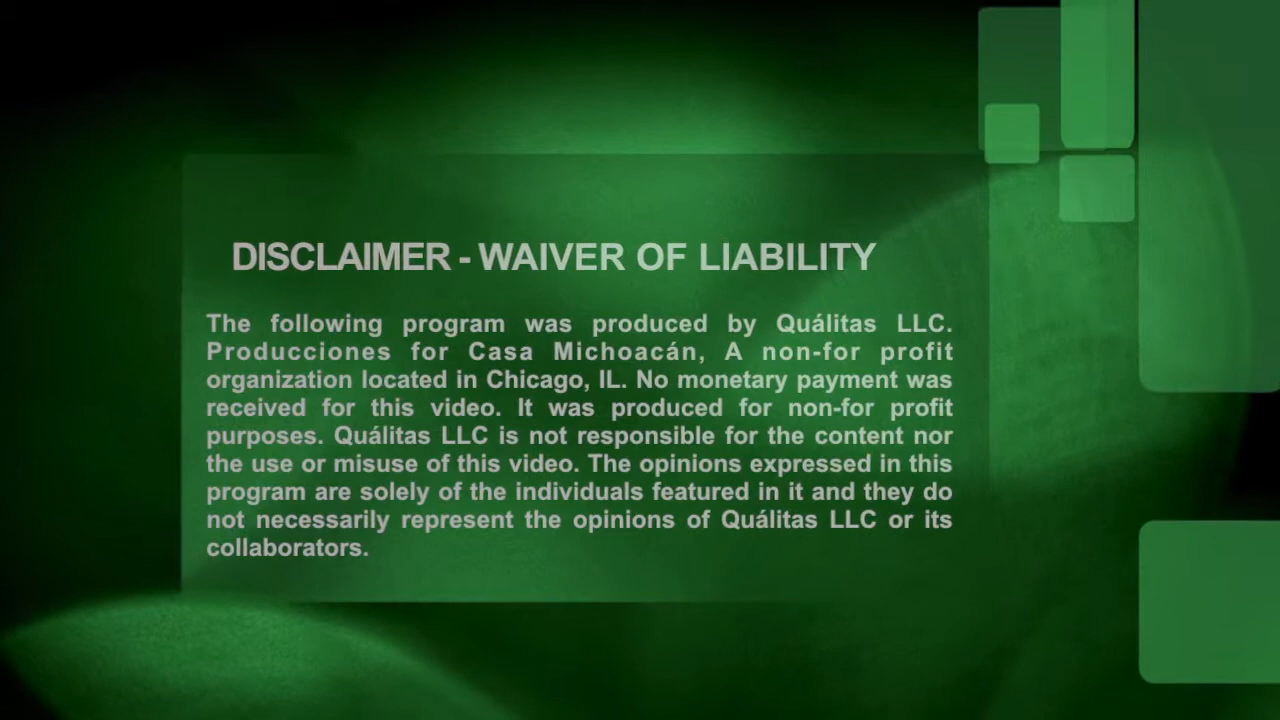 DISCLAIMER - WAIVER OF LIABILITY
The following program was produced by Quálitas LLC.
Producciones for Casa Michoacán, A non-for profit
organization located in Chicago, IL. No monetary payment was
received for this video. It was produced for non-for profit
purposes. Quálitas LLC is not responsible for the content nor
the use or misuse of this video. The opinions expressed in this
program are solely of the individuals featured in it and they do
not necessarily represent the opinions of Quálitas LLC or its
collaborators.